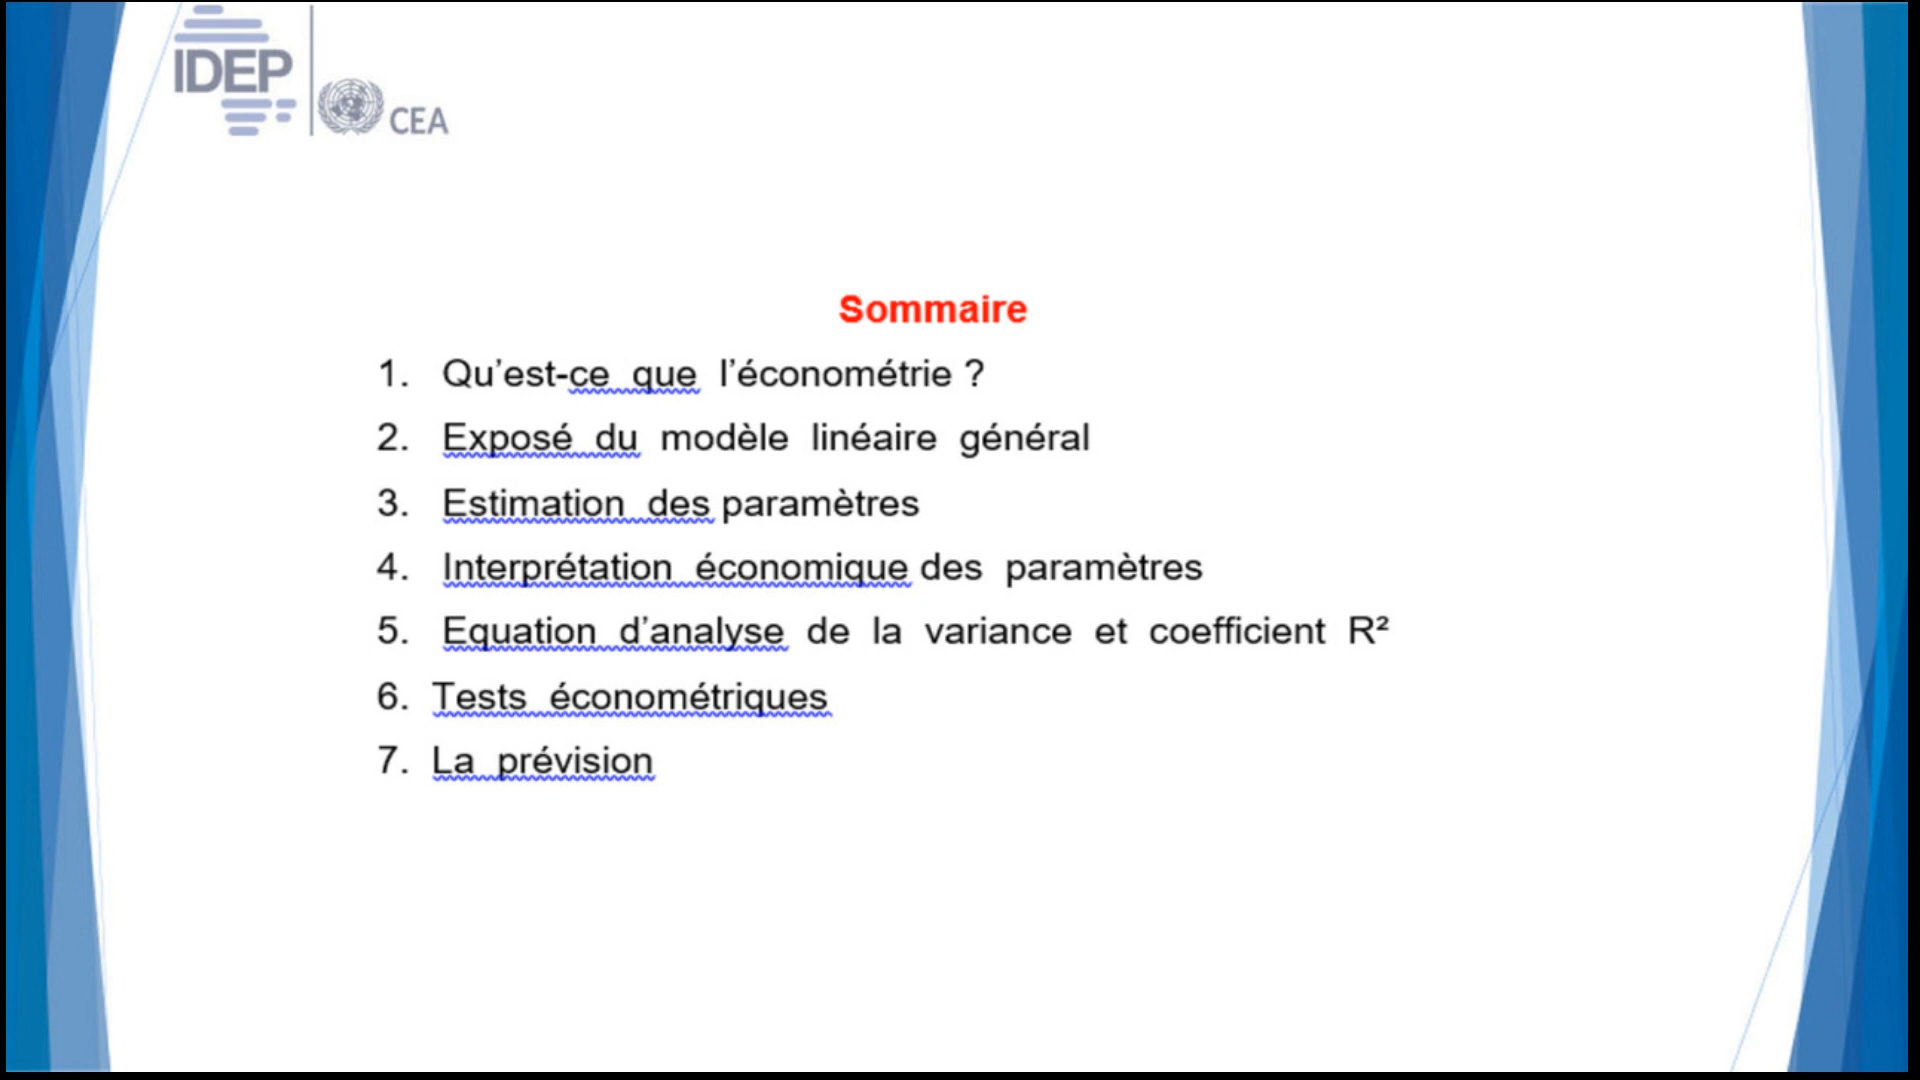 IDEP
CEA
Sommaire
1. Qu’est-ce que l’économétrie ?
2. Exposé du modèle linéaire général
3. Estimation des paramètres
4. Interprétation économique des paramètres
5. Equation d’analyse de la variance et coefficient R²
6. Tests économétriques
7. La prévision